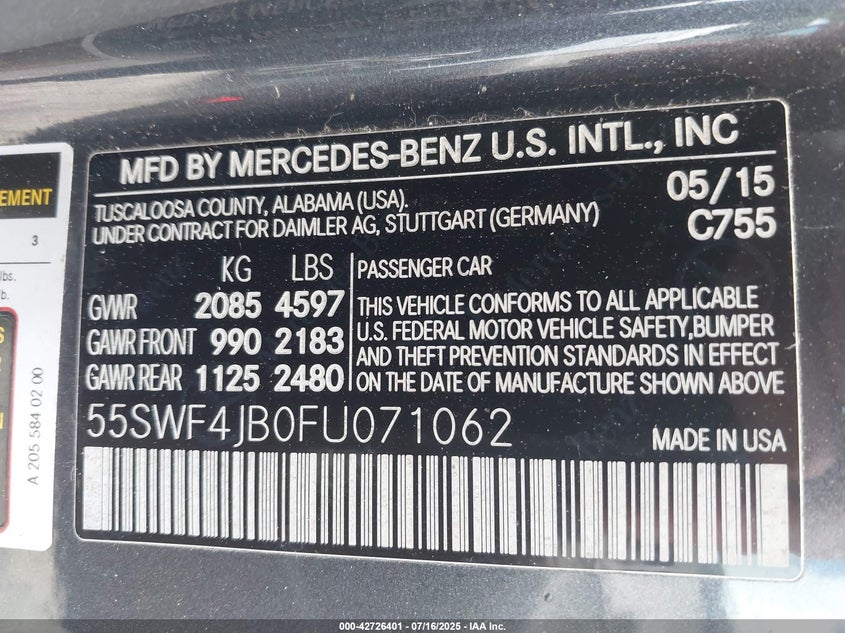 MFD BY MERCEDES-BENZ U.S. INTL., INC
TUSCALOOSA COUNTY, ALABAMA (USA).
UNDER CONTRACT FOR DAIMLER AG, STUTTGART (GERMANY)
05/15
C755
KG LBS
GVWR 2085 4597
GAWR FRONT 990 2183
GAWR REAR 1125 2480
PASSENGER CAR
THIS VEHICLE CONFORMS TO ALL APPLICABLE
U.S. FEDERAL MOTOR VEHICLE SAFETY,BUMPER
AND THEFT PREVENTION STANDARDS IN EFFECT
ON THE DATE OF MANUFACTURE SHOWN ABOVE
55SWF4JB0FU071062
MADE IN USA
EMENT
3
lbs.
lb.
A 205 584 02 00
000-42726401 - 07/16/2025 - IAA Inc.